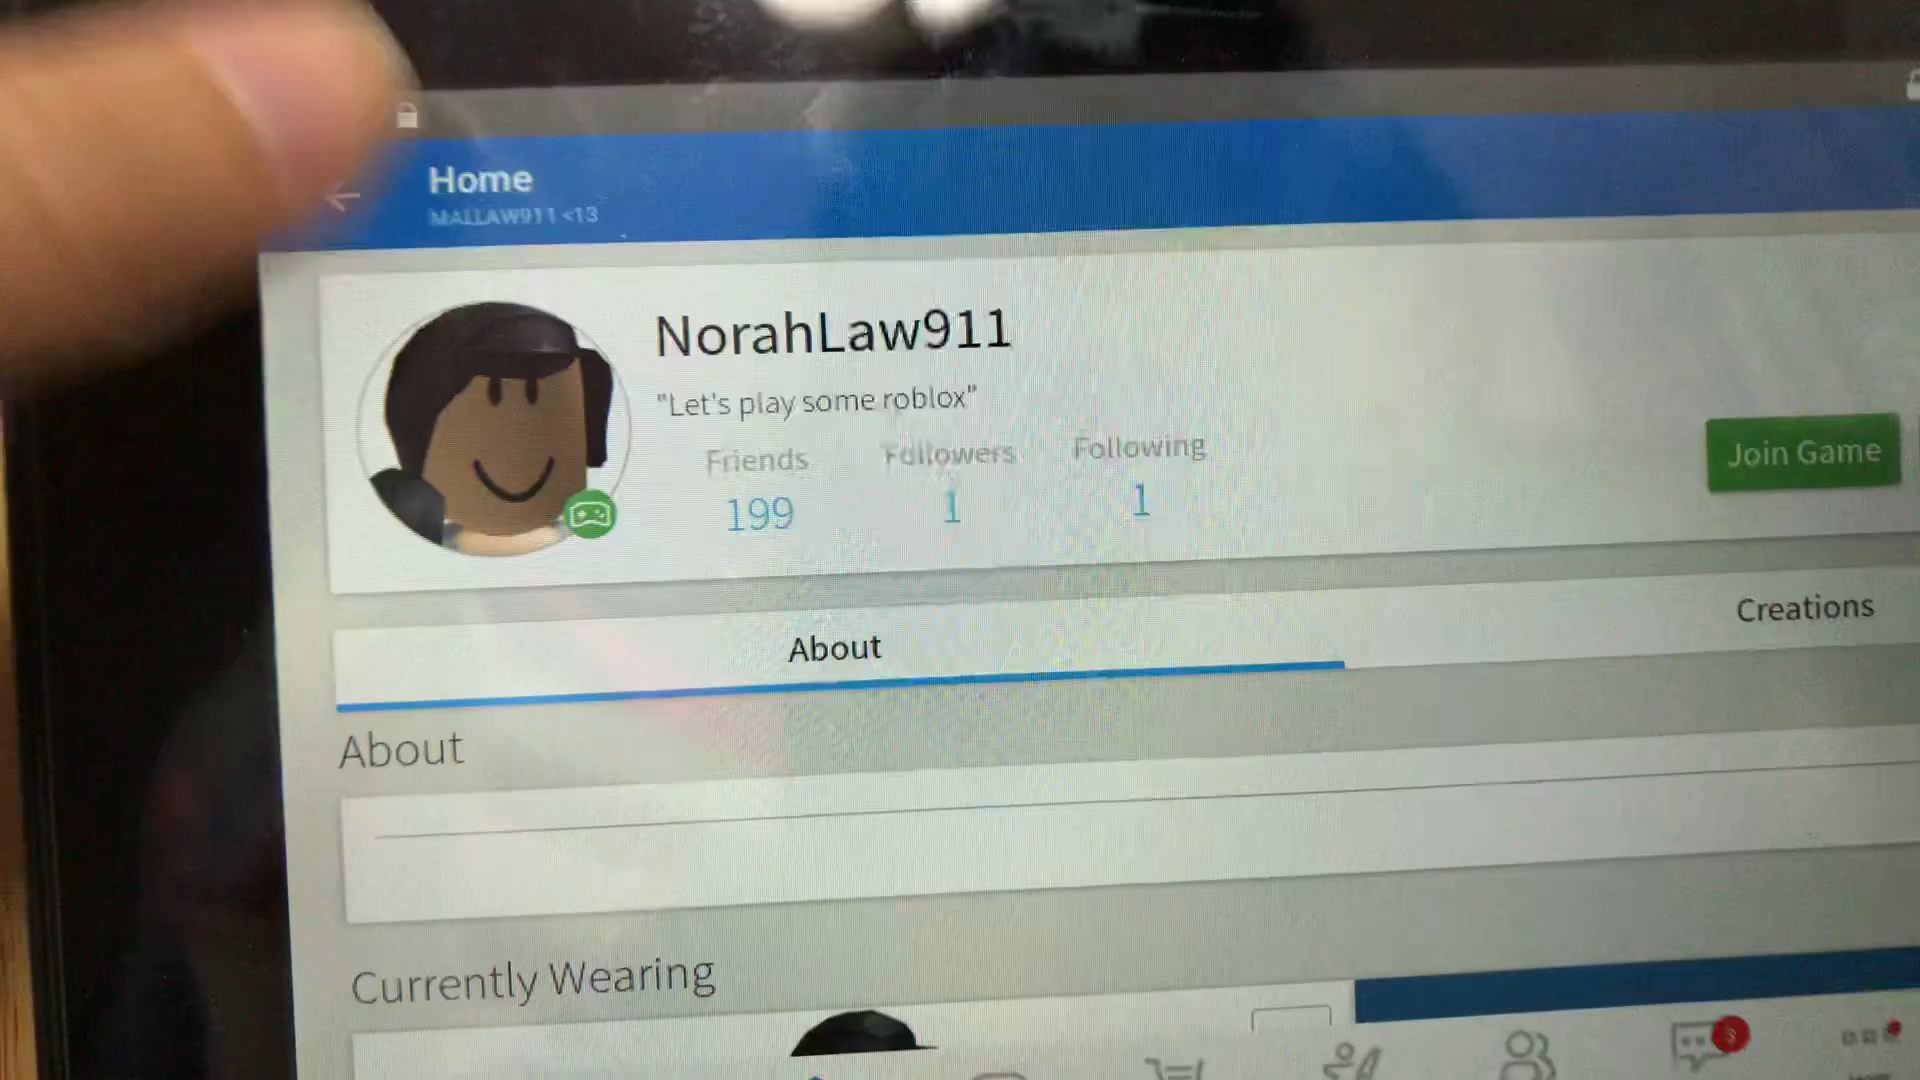 Home
MALLAW911 <13
NorahLaw911
"Let's play some roblox"
Friends Followers Following
199 1 1
Join Game
About
Creations
About
Currently Wearing